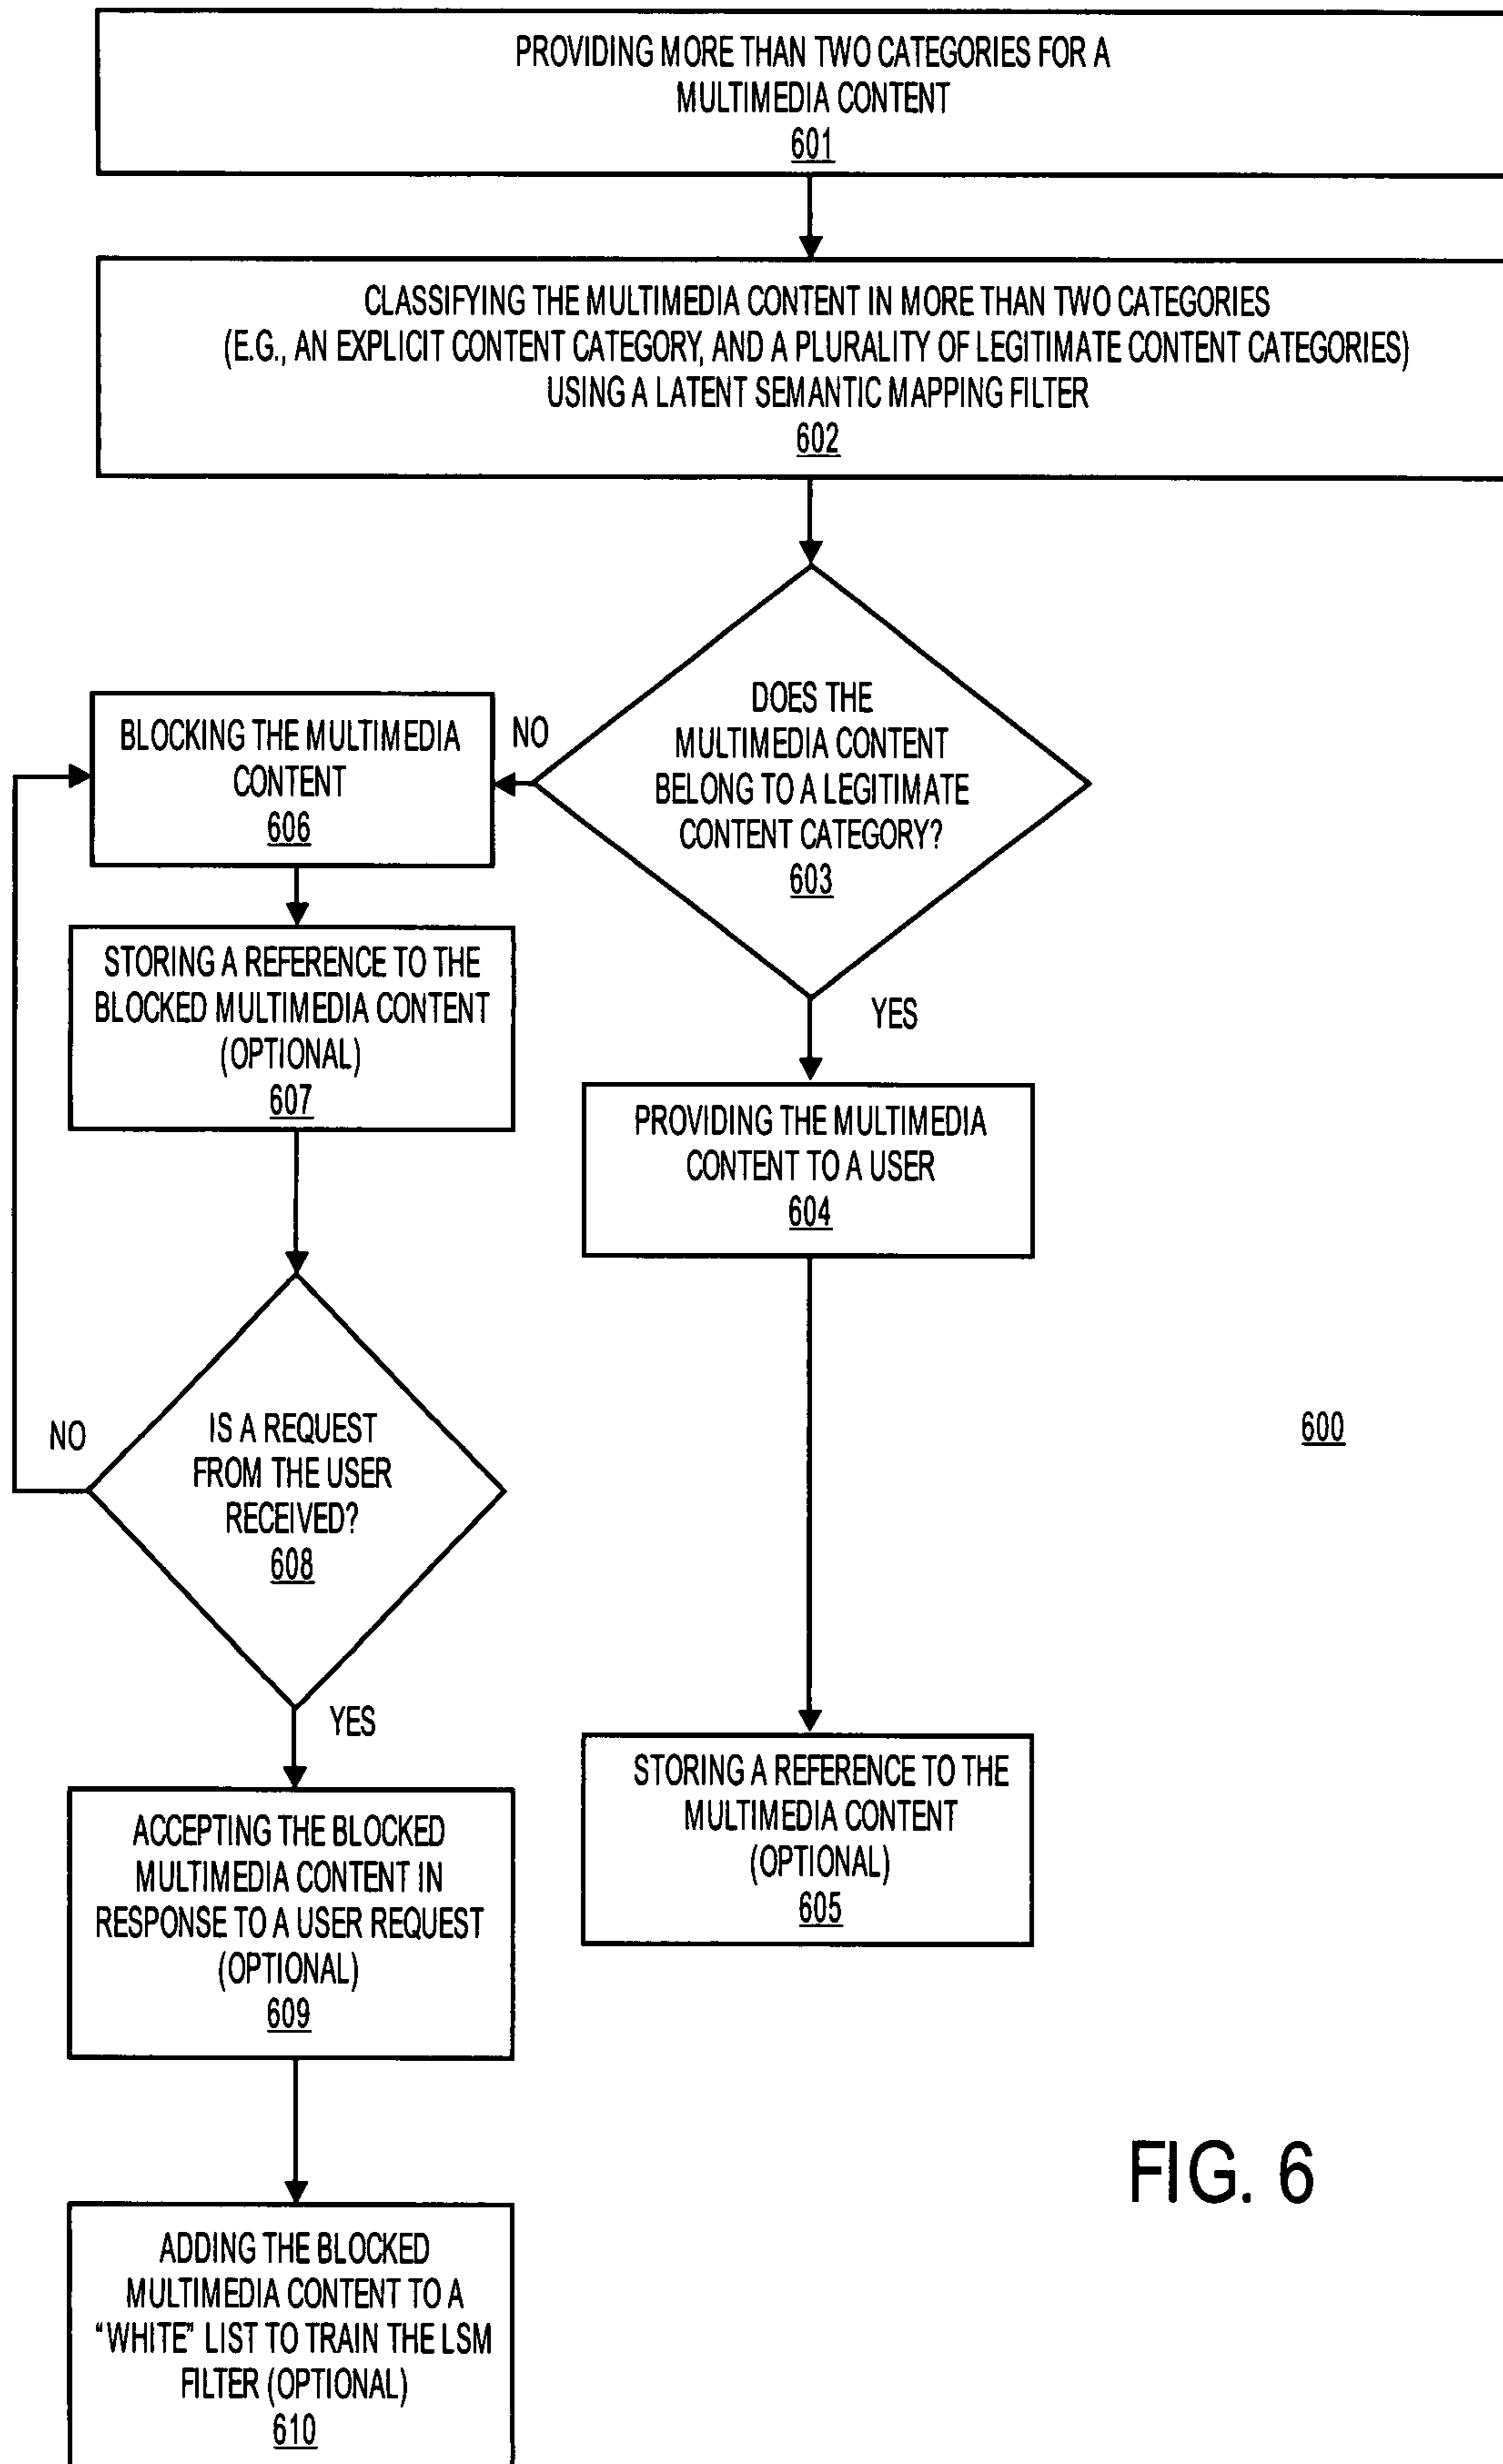 PROVIDING MORE THAN TWO CATEGORIES FOR A
MULTIMEDIA CONTENT
601
CLASSIFYING THE MULTIMEDIA CONTENT IN MORE THAN TWO CATEGORIES
(E.G., AN EXPLICIT CONTENT CATEGORY, AND A PLURALITY OF LEGITIMATE CONTENT CATEGORIES)
USING A LATENT SEMANTIC MAPPING FILTER
602
DOES THE
MULTIMEDIA CONTENT
BELONG TO A LEGITIMATE
CONTENT CATEGORY?
603
NO
BLOCKING THE MULTIMEDIA
CONTENT
606
STORING A REFERENCE TO THE
BLOCKED MULTIMEDIA CONTENT
(OPTIONAL)
607
YES
PROVIDING THE MULTIMEDIA
CONTENT TO A USER
604
IS A REQUEST
FROM THE USER
RECEIVED?
608
NO
600
YES
STORING A REFERENCE TO THE
MULTIMEDIA CONTENT
(OPTIONAL)
605
ACCEPTING THE BLOCKED
MULTIMEDIA CONTENT IN
RESPONSE TO A USER REQUEST
(OPTIONAL)
609
ADDING THE BLOCKED
MULTIMEDIA CONTENT TO A
“WHITE” LIST TO TRAIN THE LSM
FILTER (OPTIONAL)
610
FIG. 6